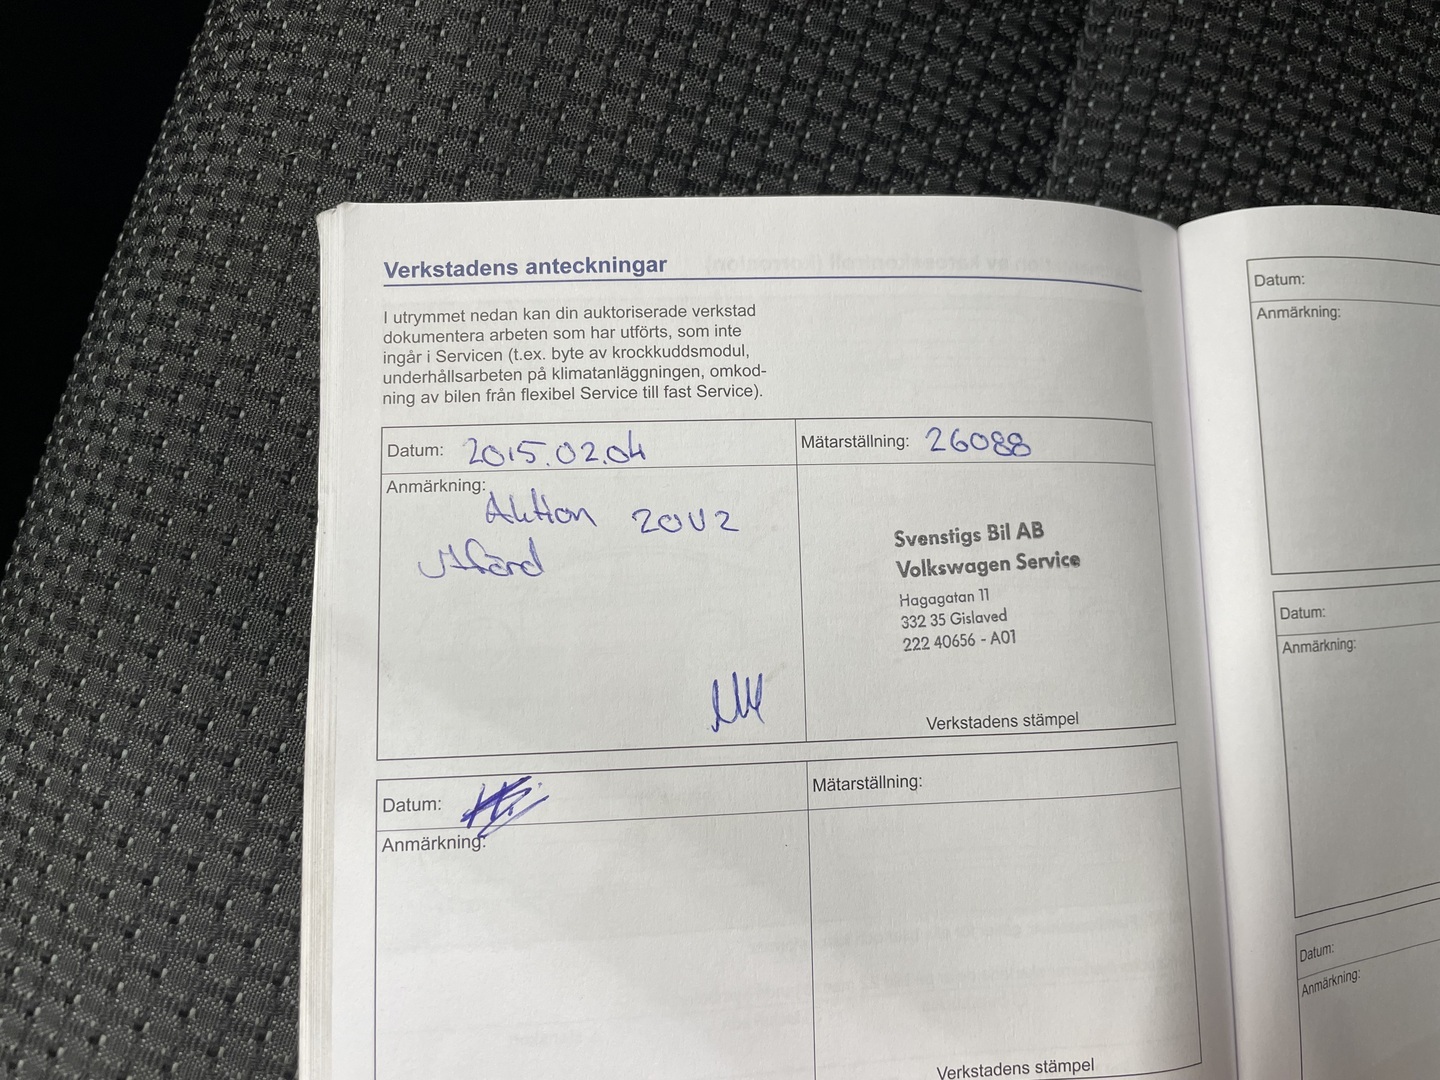 Verkstadens anteckningar
I utrymmet nedan kan din auktoriserade verkstad
dokumentera arbeten som har utförts, som inte
ingår i Servicen (t.ex. byte av krockkuddsmodul,
underhållsarbeten på klimatanläggningen, omkod-
ning av bilen från flexibel Service till fast Service).
Datum: 2015.02.04
Mätarställning: 26088
Anmärkning:
Aktion 20U2
Utförd
Svenstigs Bil AB
Volkswagen Service
Hagagatan 11
332 35 Gislaved
222 40656 - A01
Verkstadens stämpel
Datum:
Mätarställning:
Anmärkning:
Verkstadens stämpel
Datum:
Anmärkning:
Datum:
Anmärkning:
Datum:
Anmärkning: